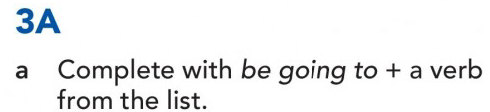 3A
a Complete with be going to + a verb
from the list.